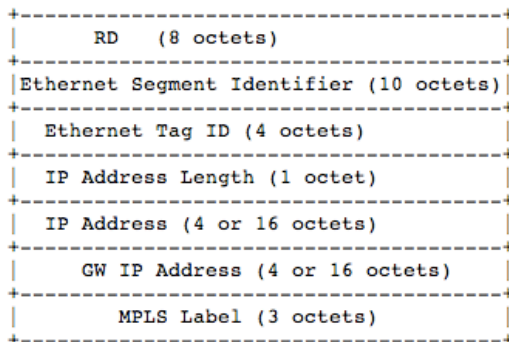 RD (8 octets)
Ethernet Segment Identifier (10 octets)
Ethernet Tag ID (4 octets)
IP Address Length (1 octet)
IP Address (4 or 16 octets)
GW IP Address (4 or 16 octets)
MPLS Label (3 octets)